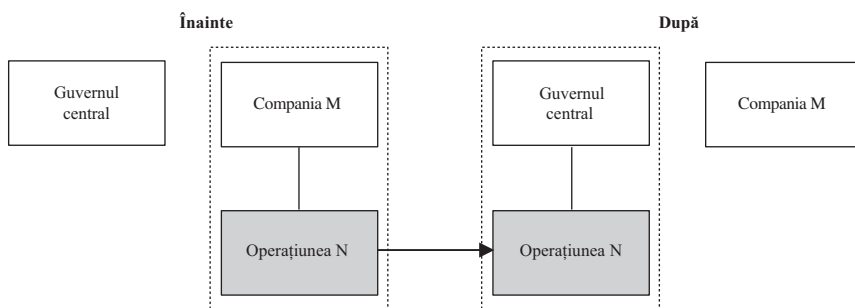 Înainte
După
Guvernul
central
Compania M
Guvernul
central
Compania M
Operațiunea N
Operațiunea N